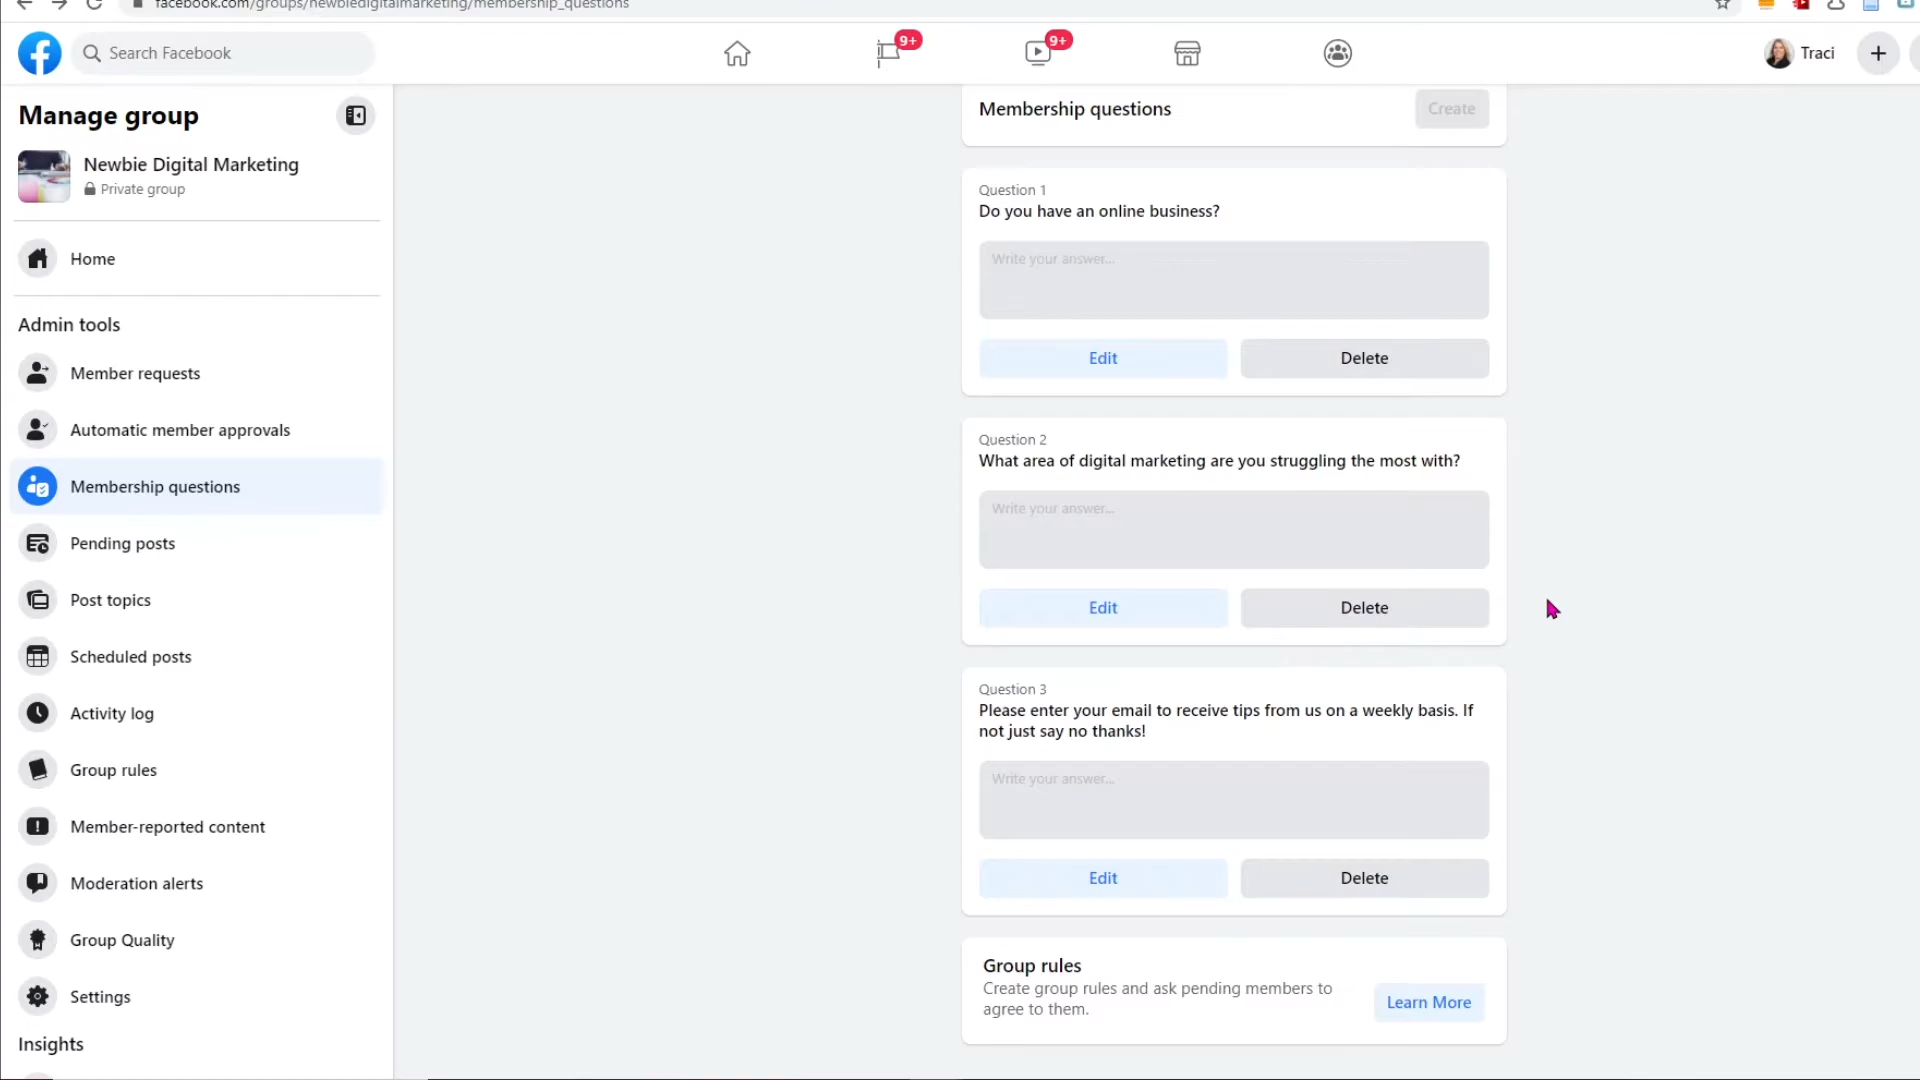 facebook.com/groups/newbiedigitalmarketing/membership_questions
Search Facebook
9+
9+
Traci
Manage group
Newbie Digital Marketing
Private group
Home
Admin tools
Member requests
Automatic member approvals
Membership questions
Pending posts
Post topics
Scheduled posts
Activity log
Group rules
Member-reported content
Moderation alerts
Group Quality
Settings
Insights
Membership questions
Create
Question 1
Do you have an online business?
Write your answer...
Edit
Delete
Question 2
What area of digital marketing are you struggling the most with?
Write your answer...
Edit
Delete
Question 3
Please enter your email to receive tips from us on a weekly basis. If
not just say no thanks!
Write your answer...
Edit
Delete
Group rules
Create group rules and ask pending members to
agree to them.
Learn More